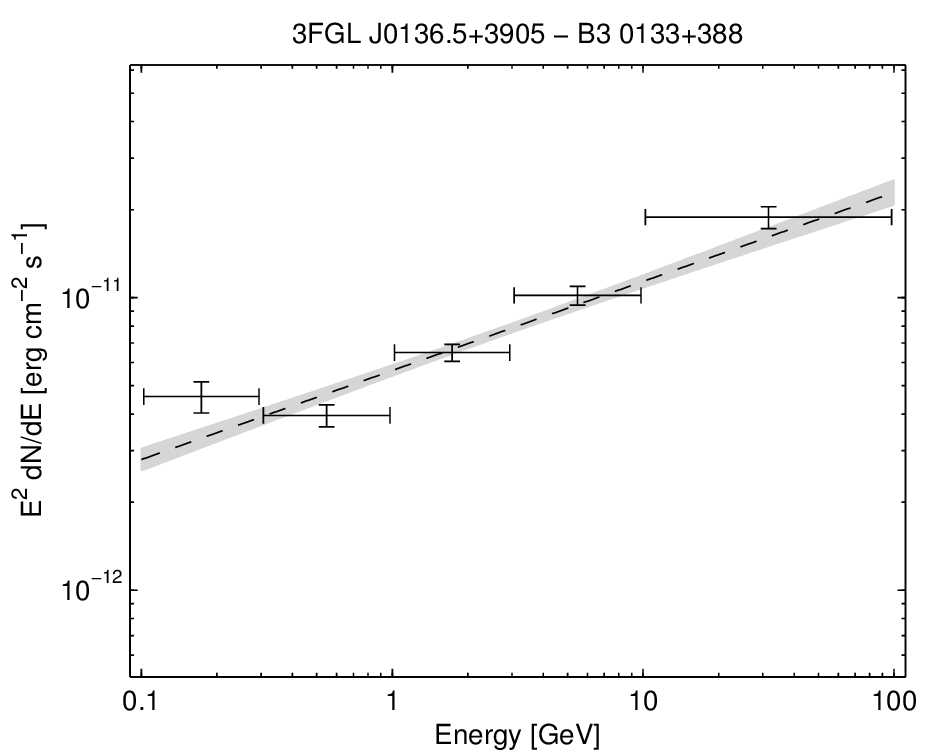 3FGL J0136.5+3905 − B3 0133+388
E² dN/dE [erg cm⁻² s⁻¹]
10⁻¹¹
10⁻¹²
0.1 1 10 100
Energy [GeV]